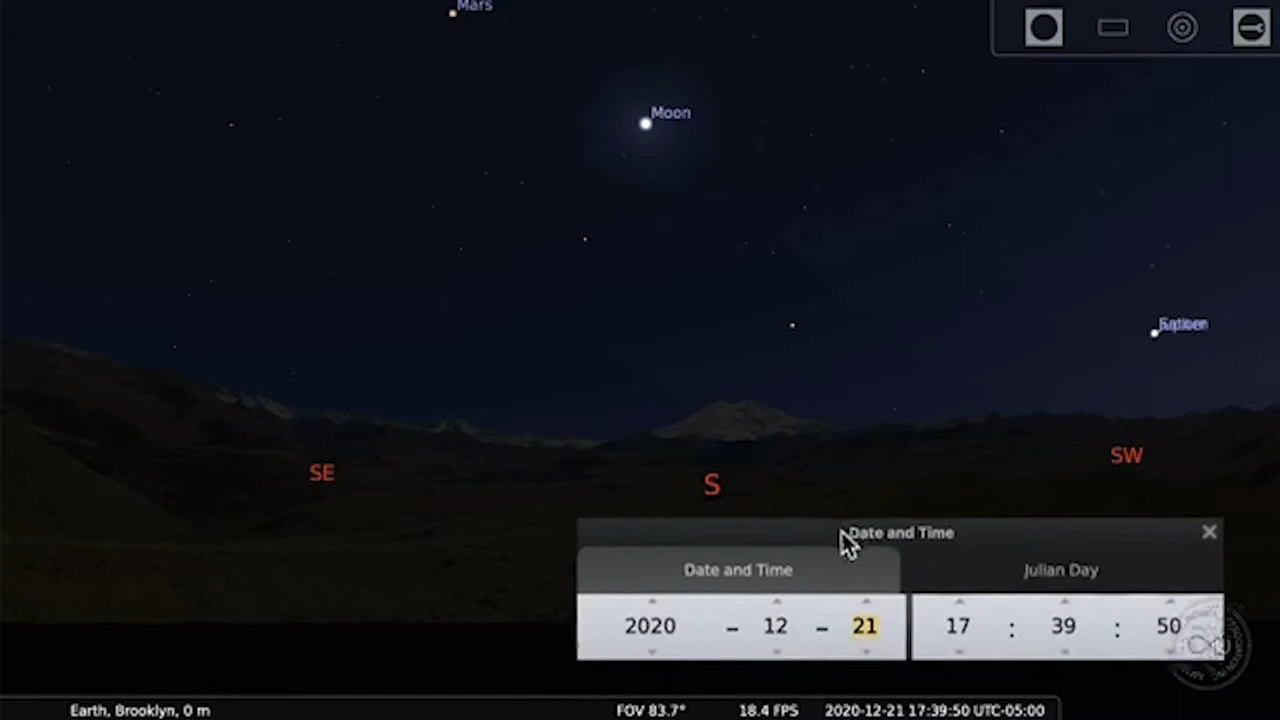 Mars
Moon
SE
S
SW
Date and Time
Date and Time
Julian Day
2020 - 12 - 21
17 : 39 : 50
Earth, Brooklyn, 0 m
FOV 83.7°
18.4 FPS
2020-12-21 17:39:50 UTC-05:00